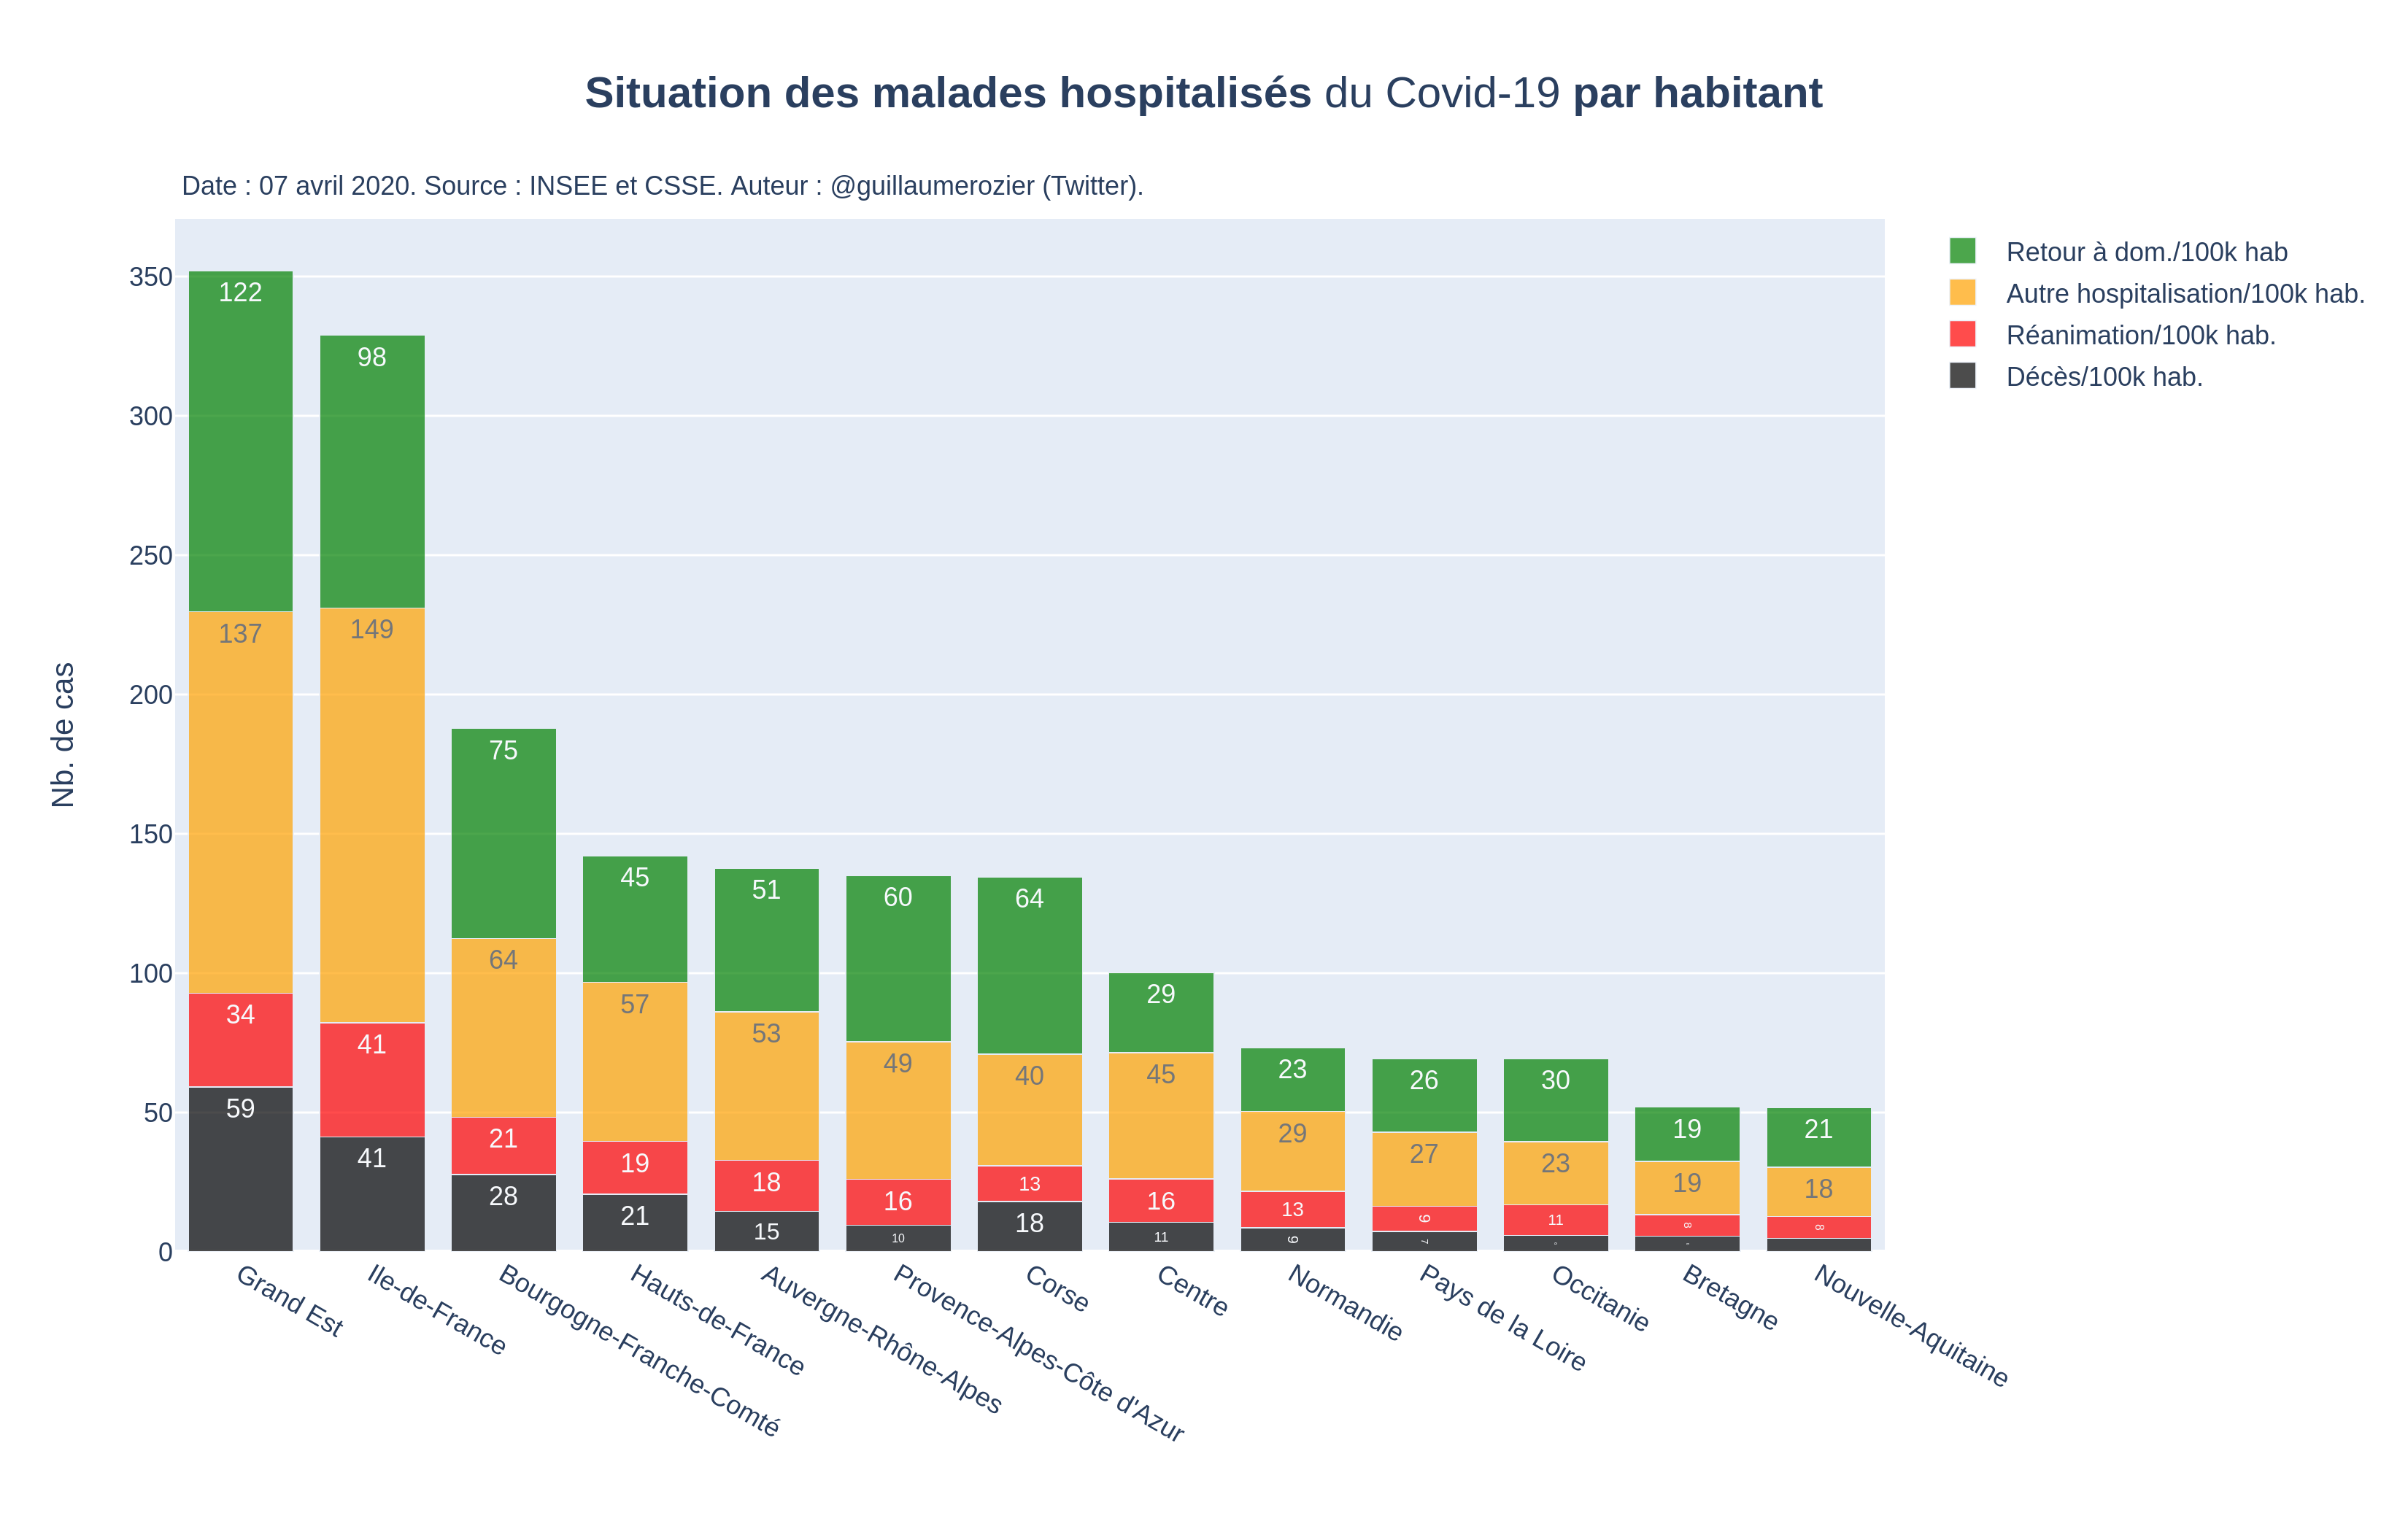 Situation des malades hospitalisés du Covid-19 par habitant
Date : 07 avril 2020. Source : INSEE et CSSE. Auteur : @guillaumerozier (Twitter).
Retour à dom./100k hab
Autre hospitalisation/100k hab.
Réanimation/100k hab.
Décès/100k hab.
Nb. de cas
350
300
250
200
150
100
50
0
122 98 75 45 51 60 64 29 23 26 30 19 21
137 149 64 57 53 49 40 45 29 27 23 19 18
34 41 21 19 18 16 13 16 13 9 11 8 8
59 41 28 21 15 10 18 11 9 7
Grand Est
Ile-de-France
Bourgogne-Franche-Comté
Hauts-de-France
Auvergne-Rhône-Alpes
Provence-Alpes-Côte d'Azur
Corse
Centre
Normandie
Pays de la Loire
Occitanie
Bretagne
Nouvelle-Aquitaine